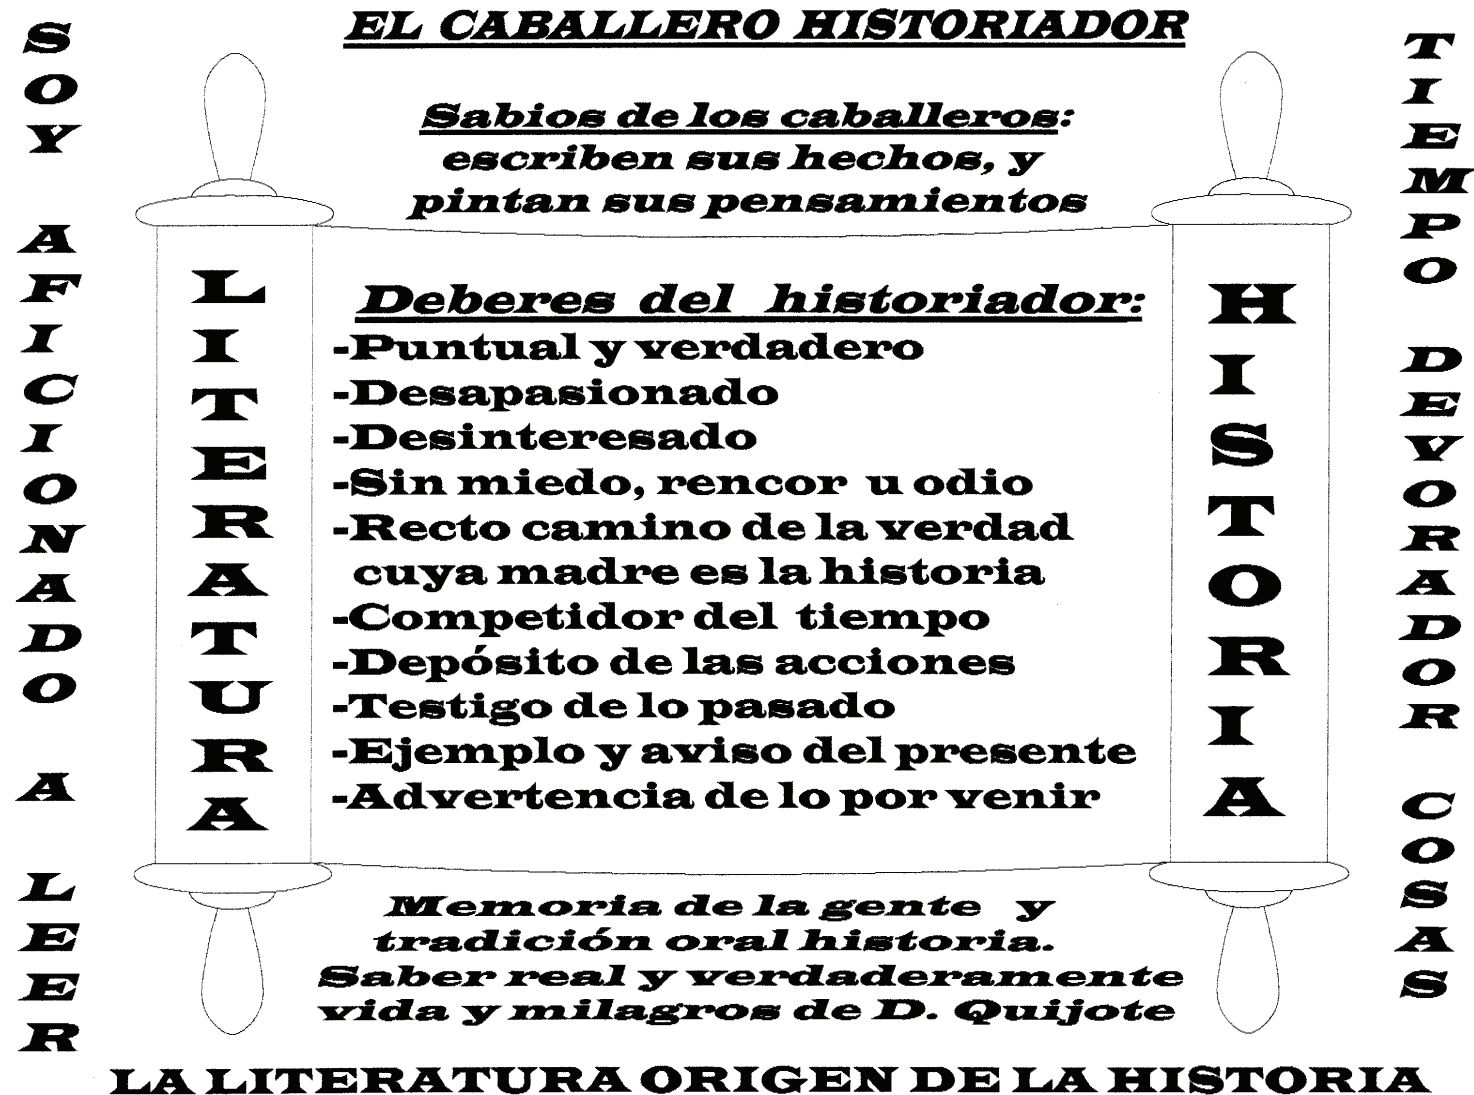 EL CABALLERO HISTORIADOR
SOY AFICIONADO A LEER
Sabios de los caballeros:
escriben sus hechos, y
pintan sus pensamientos
LITERATURA
Deberes del historiador:
-Puntual y verdadero
-Desapasionado
-Desinteresado
-Sin miedo, rencor u odio
-Recto camino de la verdad
cuya madre es la historia
-Competidor del tiempo
-Depósito de las acciones
-Testigo de lo pasado
-Ejemplo y aviso del presente
-Advertencia de lo por venir
HISTORIA
TIEMPO DEVORADOR COSAS
Memoria de la gente y
tradición oral historia.
Saber real y verdaderamente
vida y milagros de D. Quijote
LA LITERATURA ORIGEN DE LA HISTORIA